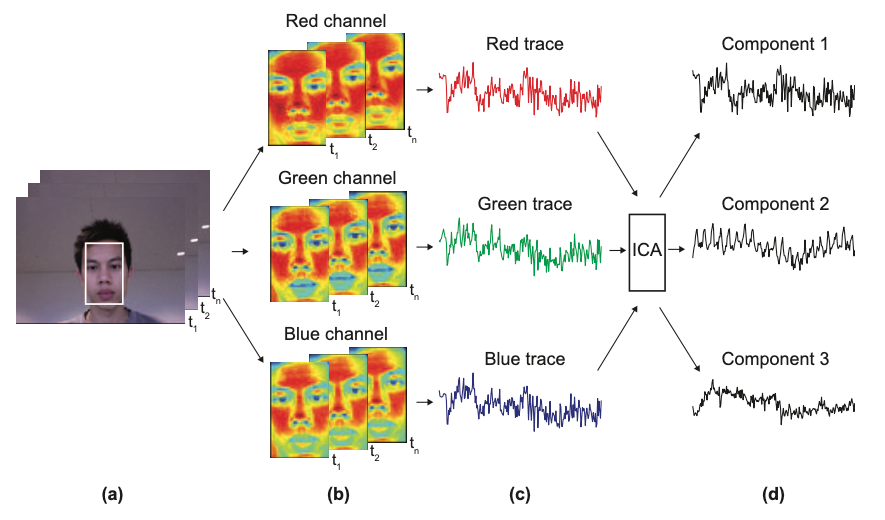 Red channel
t1
t2
tn
Red trace
Component 1
Green channel
t1
t2
tn
Green trace
ICA
Component 2
t1
t2
tn
Blue channel
t1
t2
tn
Blue trace
Component 3
(a)
(b)
(c)
(d)